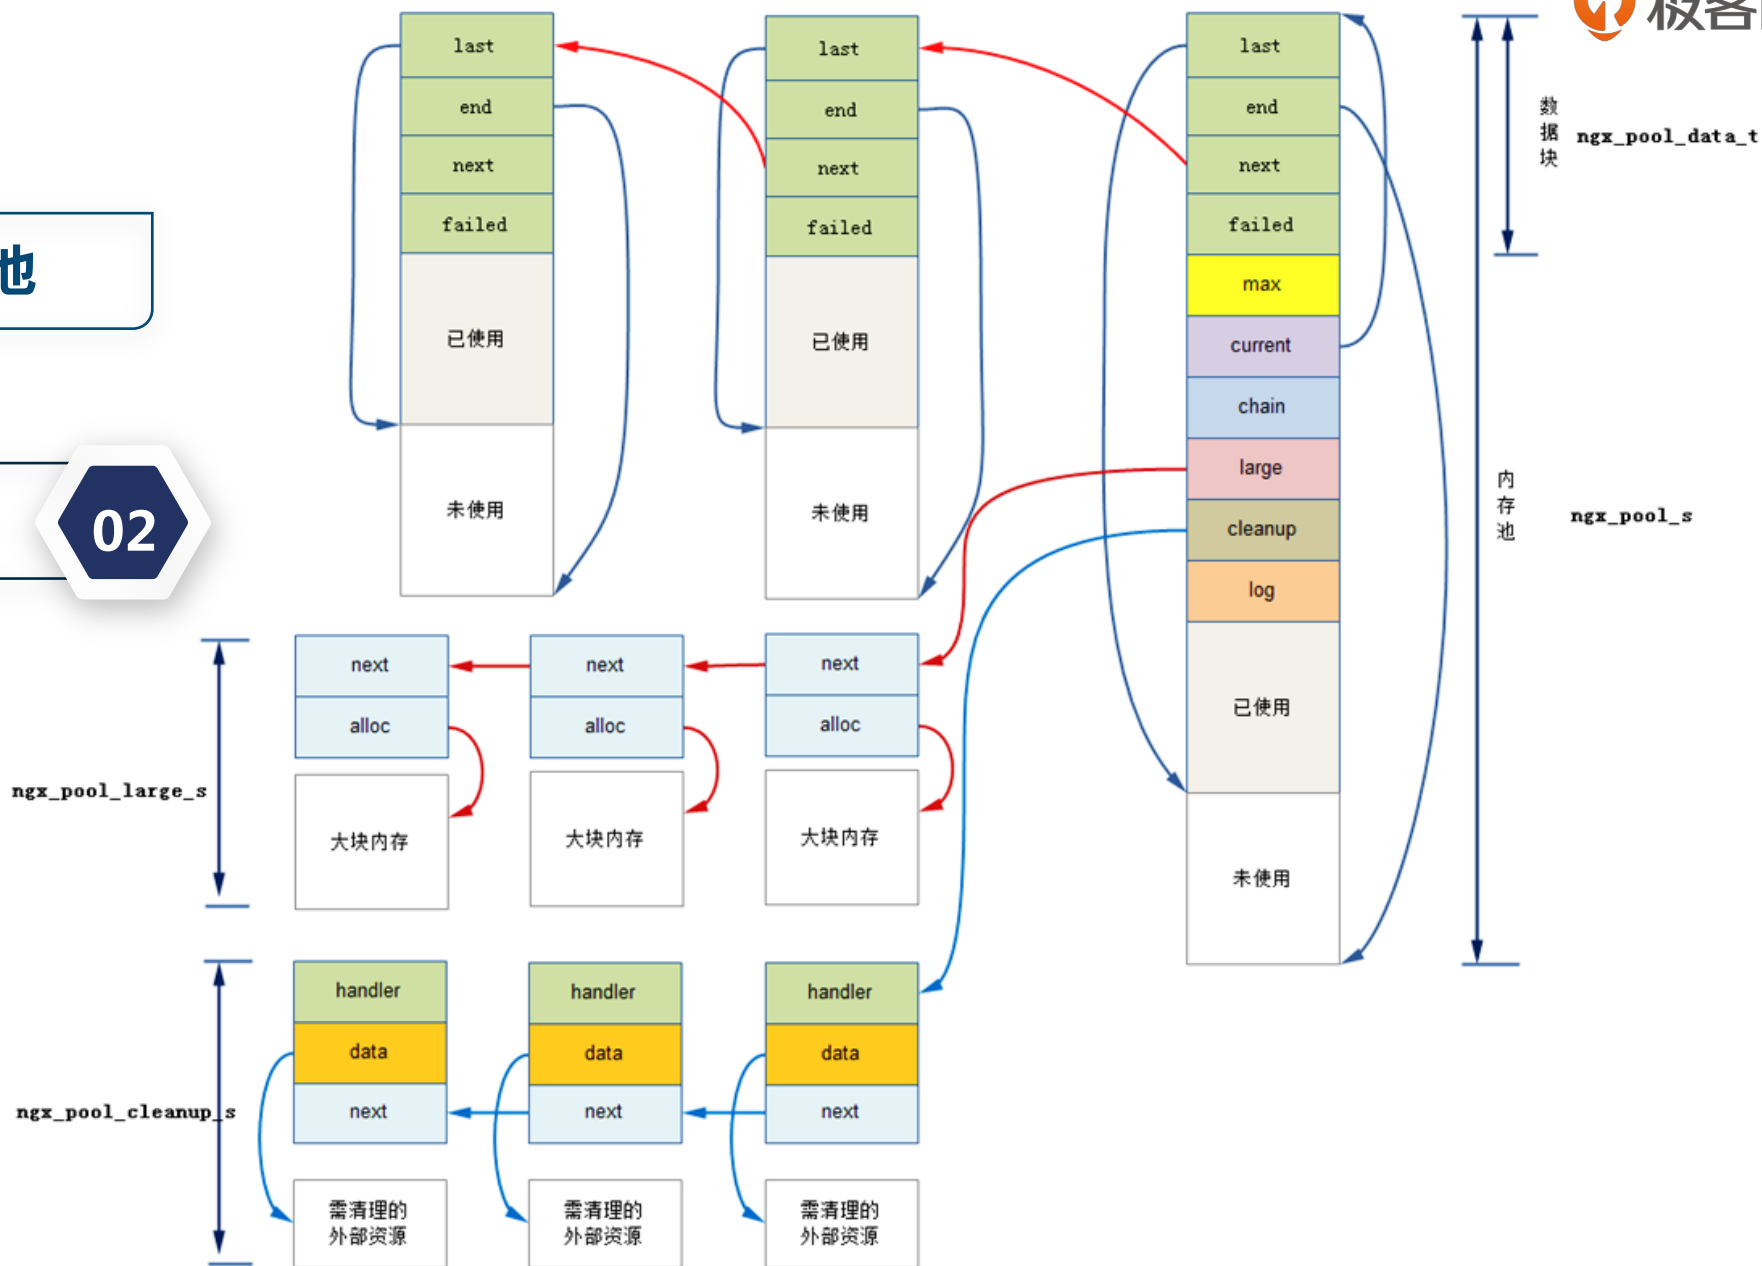 last
end
next
failed
已使用
未使用
last
end
next
failed
已使用
未使用
last
end
next
failed
max
current
chain
large
cleanup
log
已使用
未使用
数据块
ngx_pool_data_t
内存池
ngx_pool_s
极客
池
02
ngx_pool_large_s
next
alloc
大块内存
next
alloc
大块内存
next
alloc
大块内存
ngx_pool_cleanup_s
handler
data
next
需清理的
外部资源
handler
data
next
需清理的
外部资源
handler
data
next
需清理的
外部资源